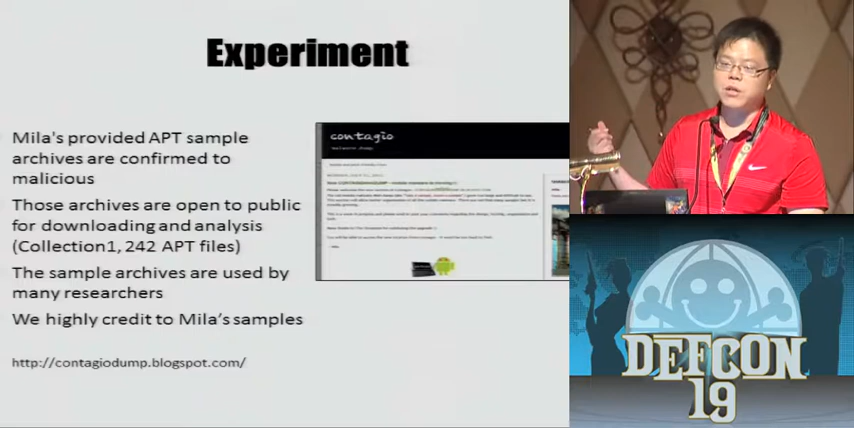 Experiment
Mila's provided APT sample
archives are confirmed to
malicious
Those archives are open to public
for downloading and analysis
(Collection1, 242 APT files)
The sample archives are used by
many researchers
We highly credit to Mila's samples
http://contagiodump.blogspot.com/
contagio
DEFCON
19